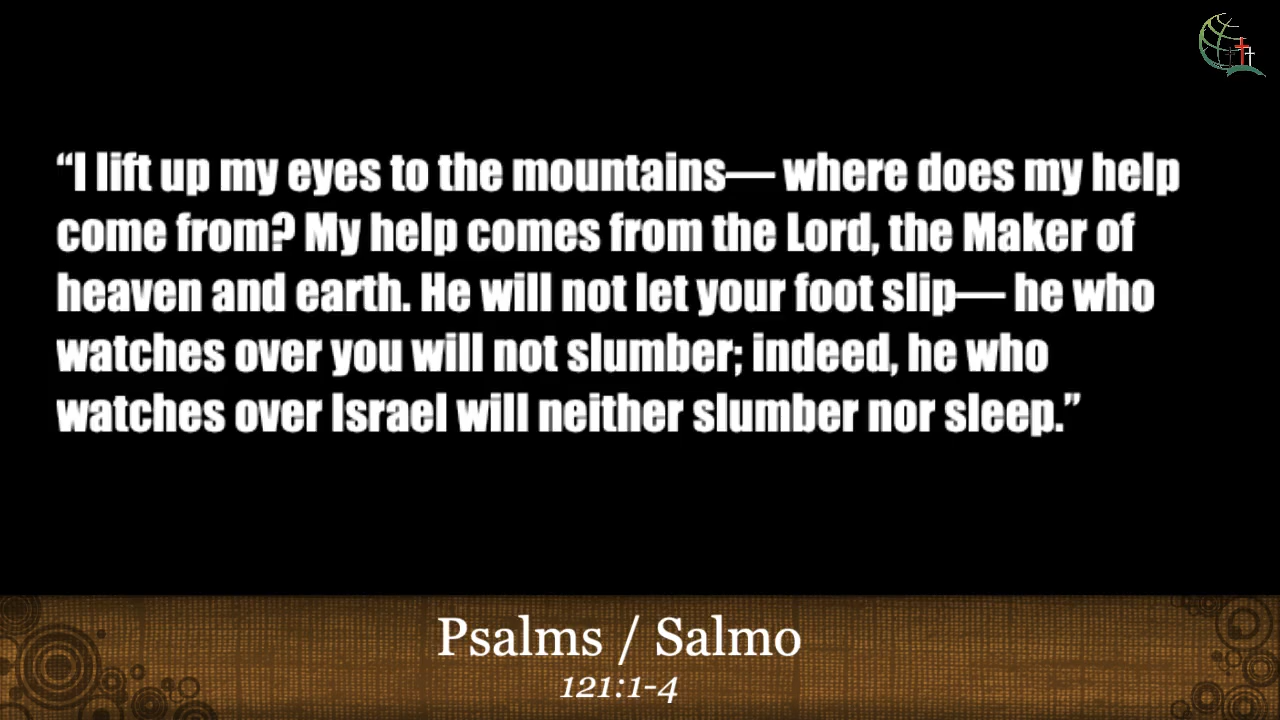 “I lift up my eyes to the mountains— where does my help
come from? My help comes from the Lord, the Maker of
heaven and earth. He will not let your foot slip— he who
watches over you will not slumber; indeed, he who
watches over Israel will neither slumber nor sleep.”
Psalms / Salmo
121:1-4